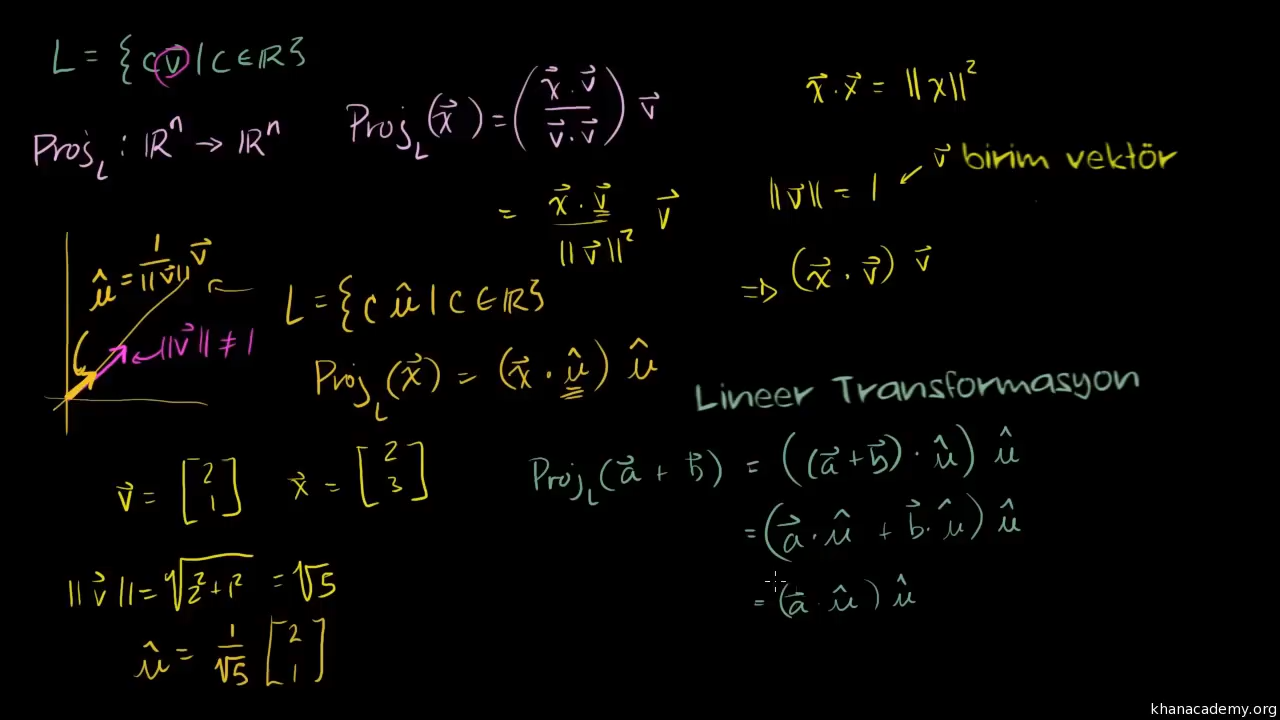 L = {c v⃗ | c ∈ ℝ}
Proj_L : ℝⁿ → ℝⁿ
Proj_L(x⃗) = ( (x⃗ · v⃗) / (v⃗ · v⃗) ) v⃗
= (x⃗ · v⃗) / ||v⃗||² v⃗
x⃗ · x⃗ = ||x||²
||v⃗|| = 1 ↙ v⃗ birim vektör
⇒ (x⃗ · v⃗) v⃗
û = 1/||v⃗|| v⃗
||v⃗|| ≠ 1
L = {c û | c ∈ ℝ}
Proj_L(x⃗) = (x⃗ · û) û
v⃗ = [2 1] x⃗ = [2 3]
||v⃗|| = √(2² + 1²) = √5
û = 1/√5 [2 1]
Lineer Transformasyon
Proj_L(a⃗ + b⃗) = ((a⃗ + b⃗) · û) û
= (a⃗ · û + b⃗ · û) û
= (a⃗ · û) û
khanacademy.org